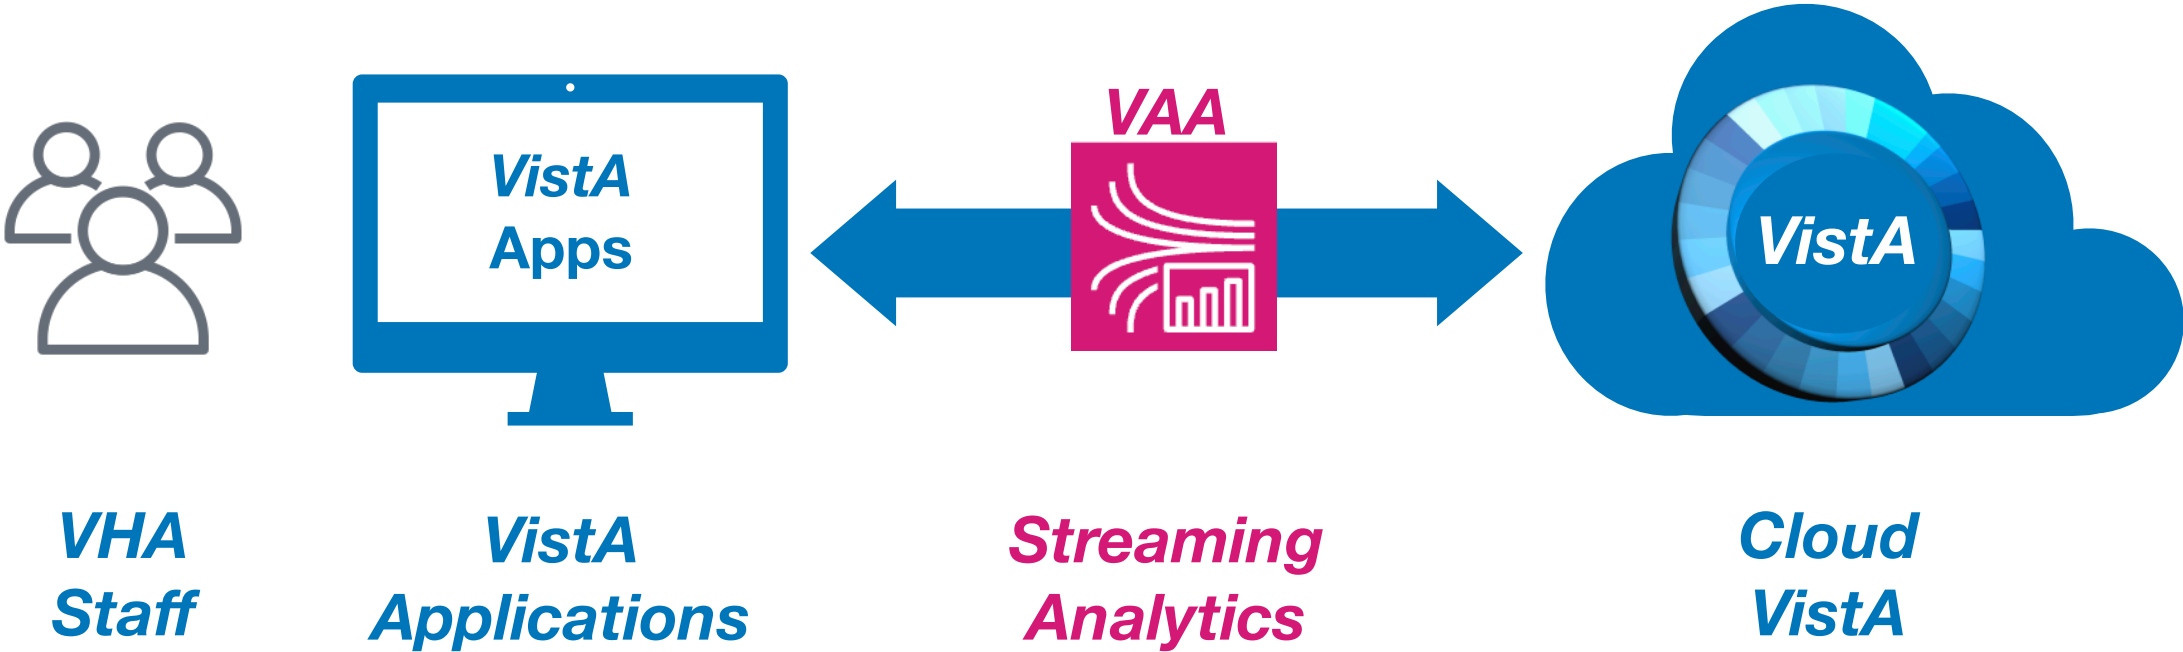 VistA
Apps
VAA
VistA
VHA
Staff
VistA
Applications
Streaming
Analytics
Cloud
VistA